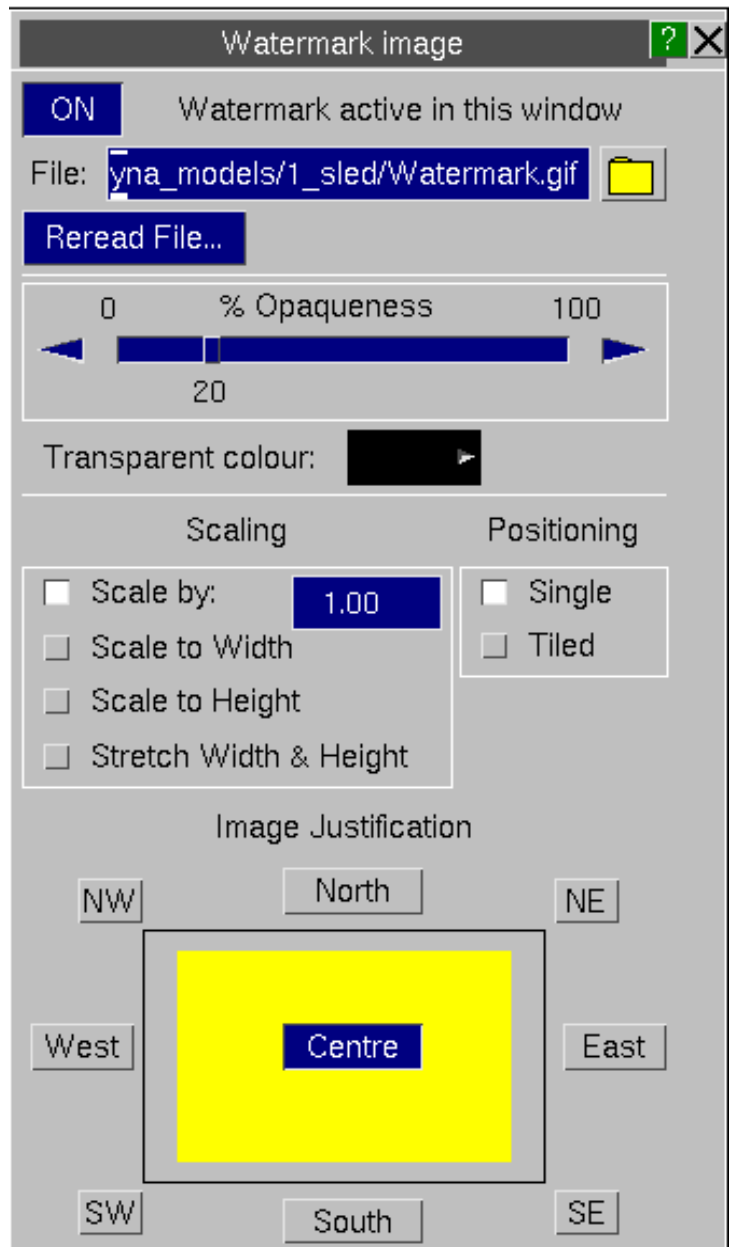 Watermark image ? X
ON Watermark active in this window
File: yna_models/1_sled/Watermark.gif
Reread File...
0 % Opaqueness 100
20
Transparent colour:
Scaling Positioning
Scale by: 1.00 Single
Scale to Width Tiled
Scale to Height
Stretch Width & Height
Image Justification
NW North NE
West Centre East
SW South SE